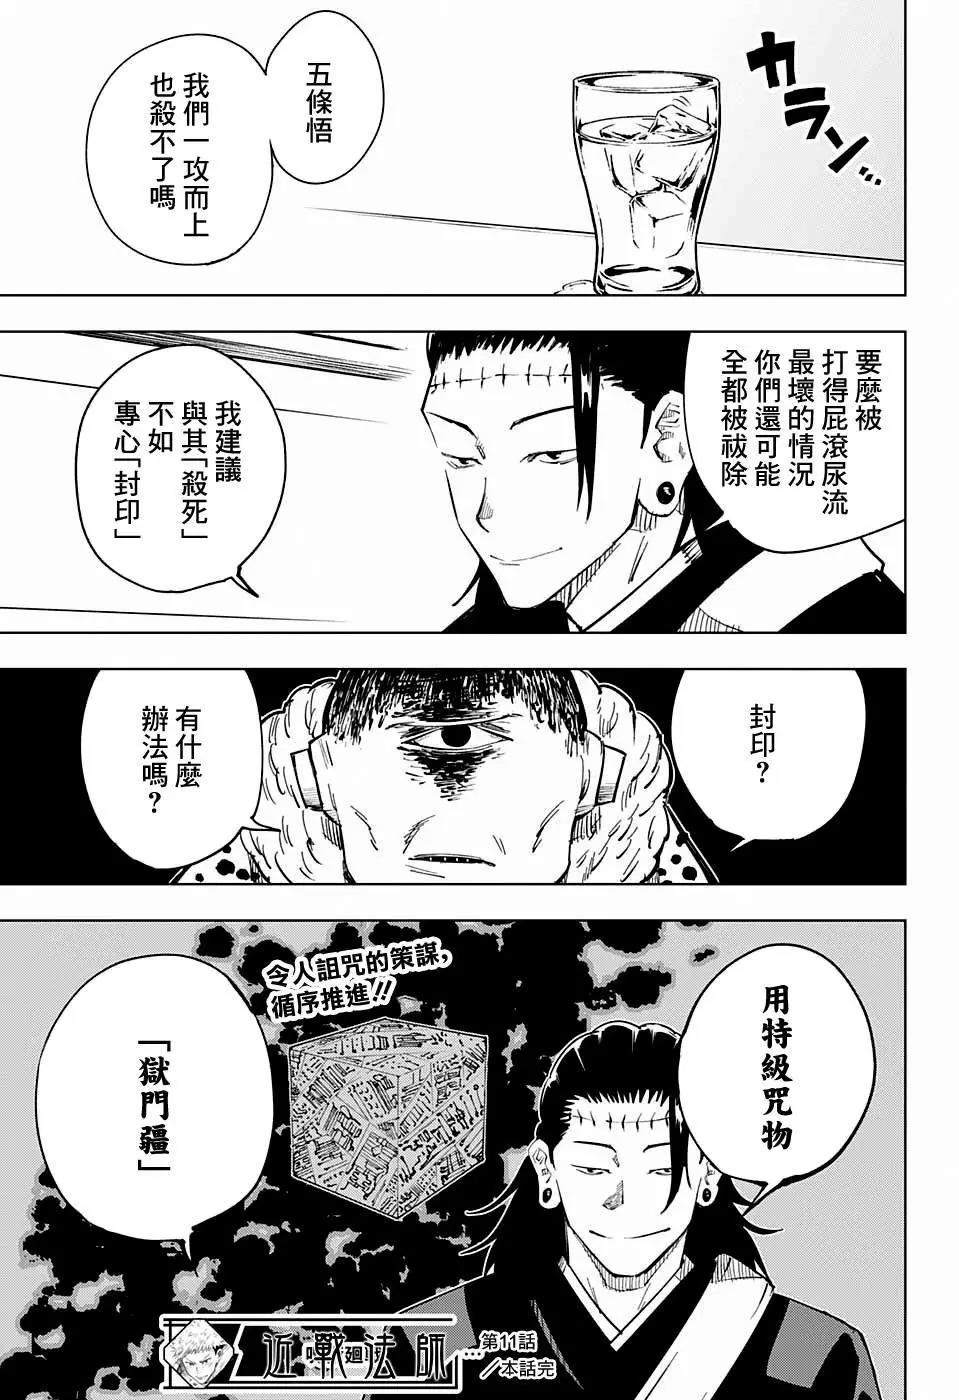 カラン…
五條悟
我們一攻而上
也殺不了嗎
要麼被
打得屁滾尿流
最壞的情況
你們還可能
全都被祓除
我建議
與其「殺死」
不如
專心「封印」
封印?
有什麼
辦法嗎?
用特級咒物
令人詛咒的策謀,
循序推進!!
「獄門疆」
近戰法師
第11話
／本話完